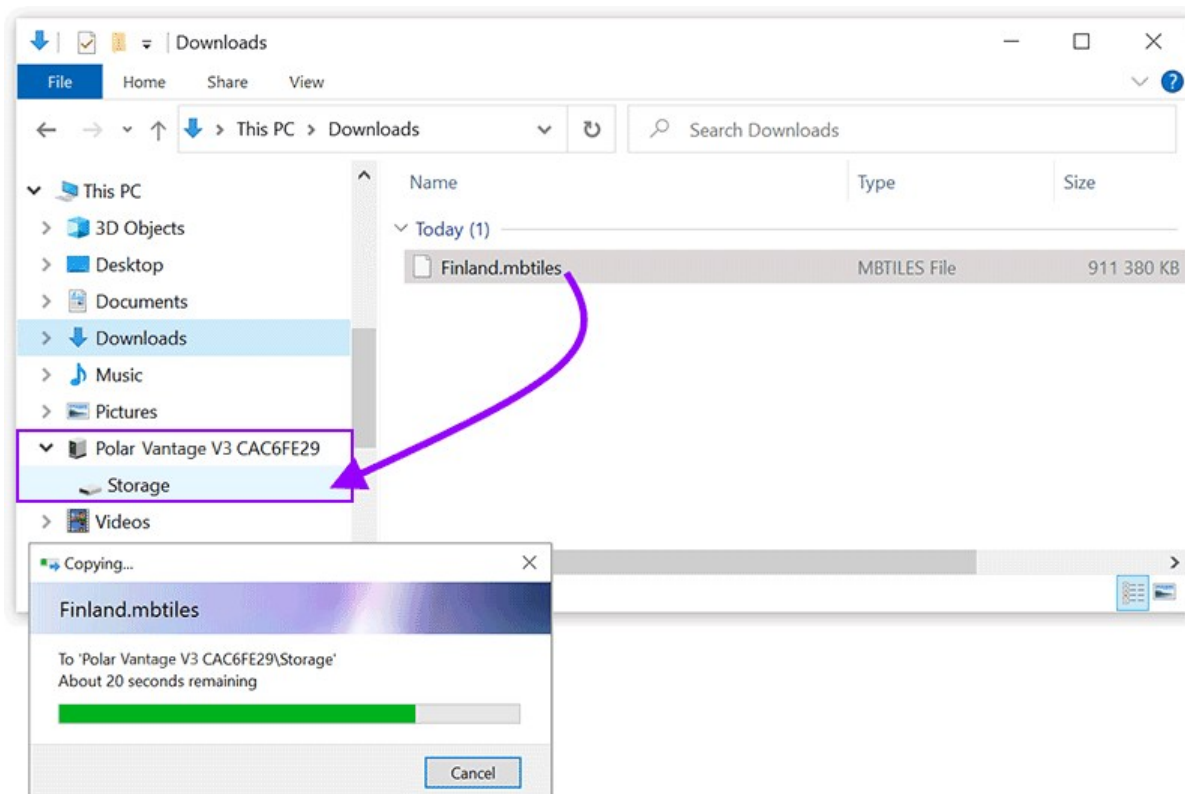 Downloads
File Home Share View
This PC > Downloads
Search Downloads
Name Type Size
This PC
3D Objects
Desktop
Documents
Downloads
Music
Pictures
Polar Vantage V3 CAC6FE29
Storage
Videos
Today (1)
Finland.mbtiles MBTILES File 911 380 KB
Copying...
Finland.mbtiles
To 'Polar Vantage V3 CAC6FE29\Storage'
About 20 seconds remaining
Cancel